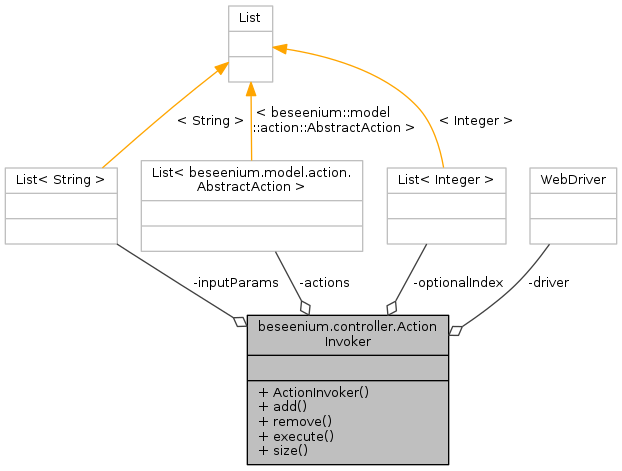 List
< String >
< beseenium::model
::action::AbstractAction >
< Integer >
List< String >
List< beseenium.model.action.
AbstractAction >
List< Integer >
WebDriver
-inputParams
-actions
-optionalIndex
-driver
beseenium.controller.Action
Invoker
+ ActionInvoker()
+ add()
+ remove()
+ execute()
+ size()